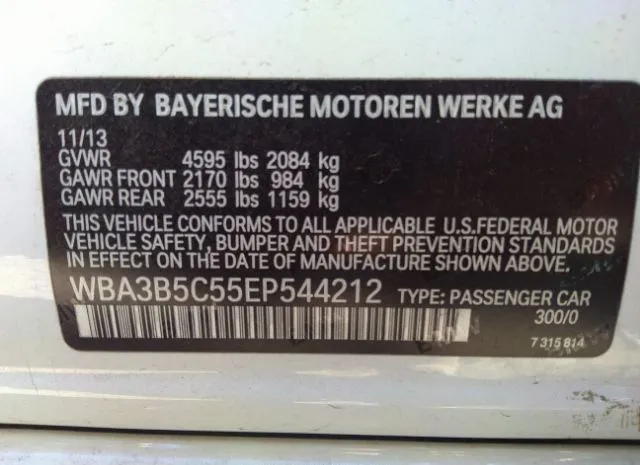 MFD BY BAYERISCHE MOTOREN WERKE AG
11/13
GVWR 4595 lbs 2084 kg
GAWR FRONT 2170 lbs 984 kg
GAWR REAR 2555 lbs 1159 kg
THIS VEHICLE CONFORMS TO ALL APPLICABLE U.S.FEDERAL MOTOR
VEHICLE SAFETY, BUMPER AND THEFT PREVENTION STANDARDS
IN EFFECT ON THE DATE OF MANUFACTURE SHOWN ABOVE.
WBA3B5C55EP544212 TYPE: PASSENGER CAR
300/0
7 315 814